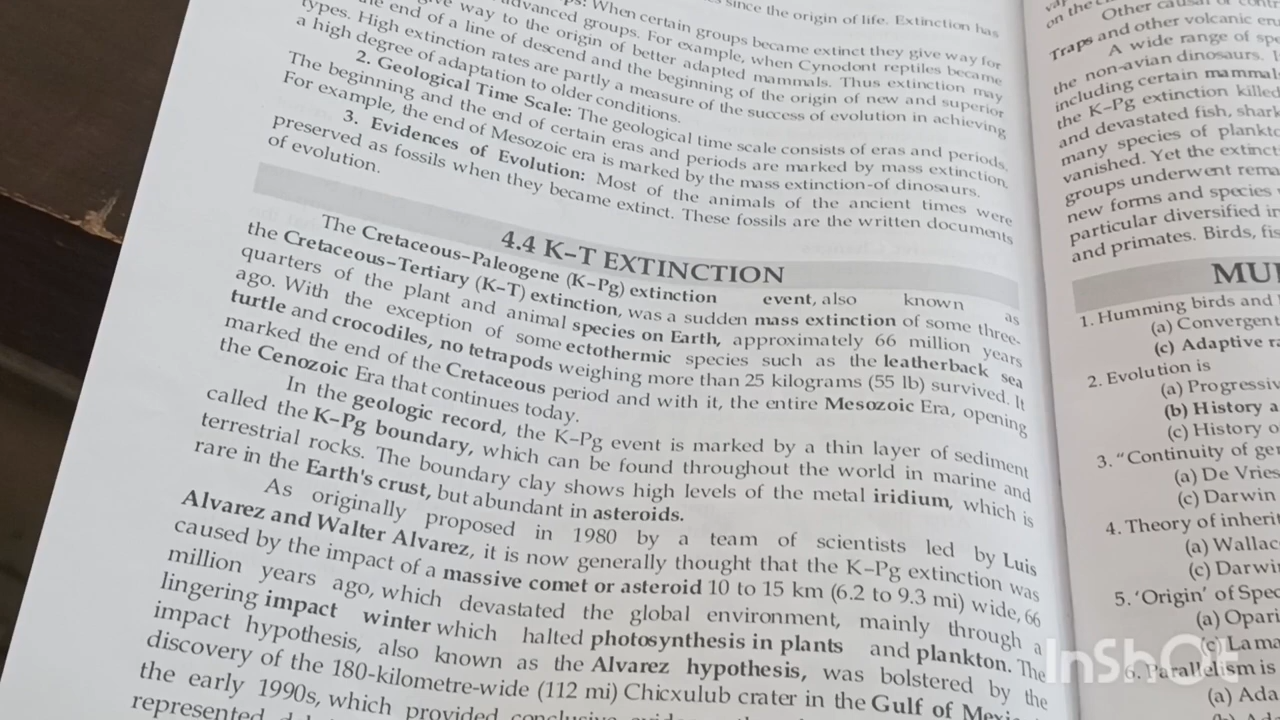 since the origin of life. Extinction has
When certain groups became extinct they give way for
advanced groups. For example, when Cynodont reptiles became
way to the origin of better adapted mammals. Thus extinction may
the end of a line of descend and the beginning of the origin of new and superior
types. High extinction rates are partly a measure of the success of evolution in achieving
a high degree of adaptation to older conditions.
2. Geological Time Scale: The geological time scale consists of eras and periods.
The beginning and the end of certain eras and periods are marked by mass extinction.
For example, the end of Mesozoic era is marked by the mass extinction-of dinosaurs.
3. Evidences of Evolution: Most of the animals of the ancient times were
preserved as fossils when they became extinct. These fossils are the written documents
of evolution.
4.4 K–T EXTINCTION
The Cretaceous–Paleogene (K–Pg) extinction event, also known as
the Cretaceous–Tertiary (K–T) extinction, was a sudden mass extinction of some three-
quarters of the plant and animal species on Earth, approximately 66 million years
ago. With the exception of some ectothermic species such as the leatherback sea
turtle and crocodiles, no tetrapods weighing more than 25 kilograms (55 lb) survived. It
marked the end of the Cretaceous period and with it, the entire Mesozoic Era, opening
the Cenozoic Era that continues today.
In the geologic record, the K–Pg event is marked by a thin layer of sediment
called the K–Pg boundary, which can be found throughout the world in marine and
terrestrial rocks. The boundary clay shows high levels of the metal iridium, which is
rare in the Earth's crust, but abundant in asteroids.
As originally proposed in 1980 by a team of scientists led by Luis
Alvarez and Walter Alvarez, it is now generally thought that the K–Pg extinction was
caused by the impact of a massive comet or asteroid 10 to 15 km (6.2 to 9.3 mi) wide, 66
million years ago, which devastated the global environment, mainly through a
lingering impact winter which halted photosynthesis in plants and plankton. The
impact hypothesis, also known as the Alvarez hypothesis, was bolstered by the
discovery of the 180-kilometre-wide (112 mi) Chicxulub crater in the Gulf of
the early 1990s, which provided conclusive
represented
on the
Other causal
Traps and other volcanic
A wide range of
the non-avian dinosaurs.
including certain
the K–Pg extinction killed
and devastated fish,
many species of
vanished. Yet the
groups underwent
new forms and species
particular diversified in
and primates. Birds,
1. Humming birds and
(a) Convergent
(c) Adaptive
2. Evolution is
(a)
(b) History
(c) History
3. "Continuity of
(a) De Vries
(c) Darwin
4. Theory of
(a)
(c)
5. 'Origin' of
(a)
(c)
6. Parallelism is
(a)
InShOt